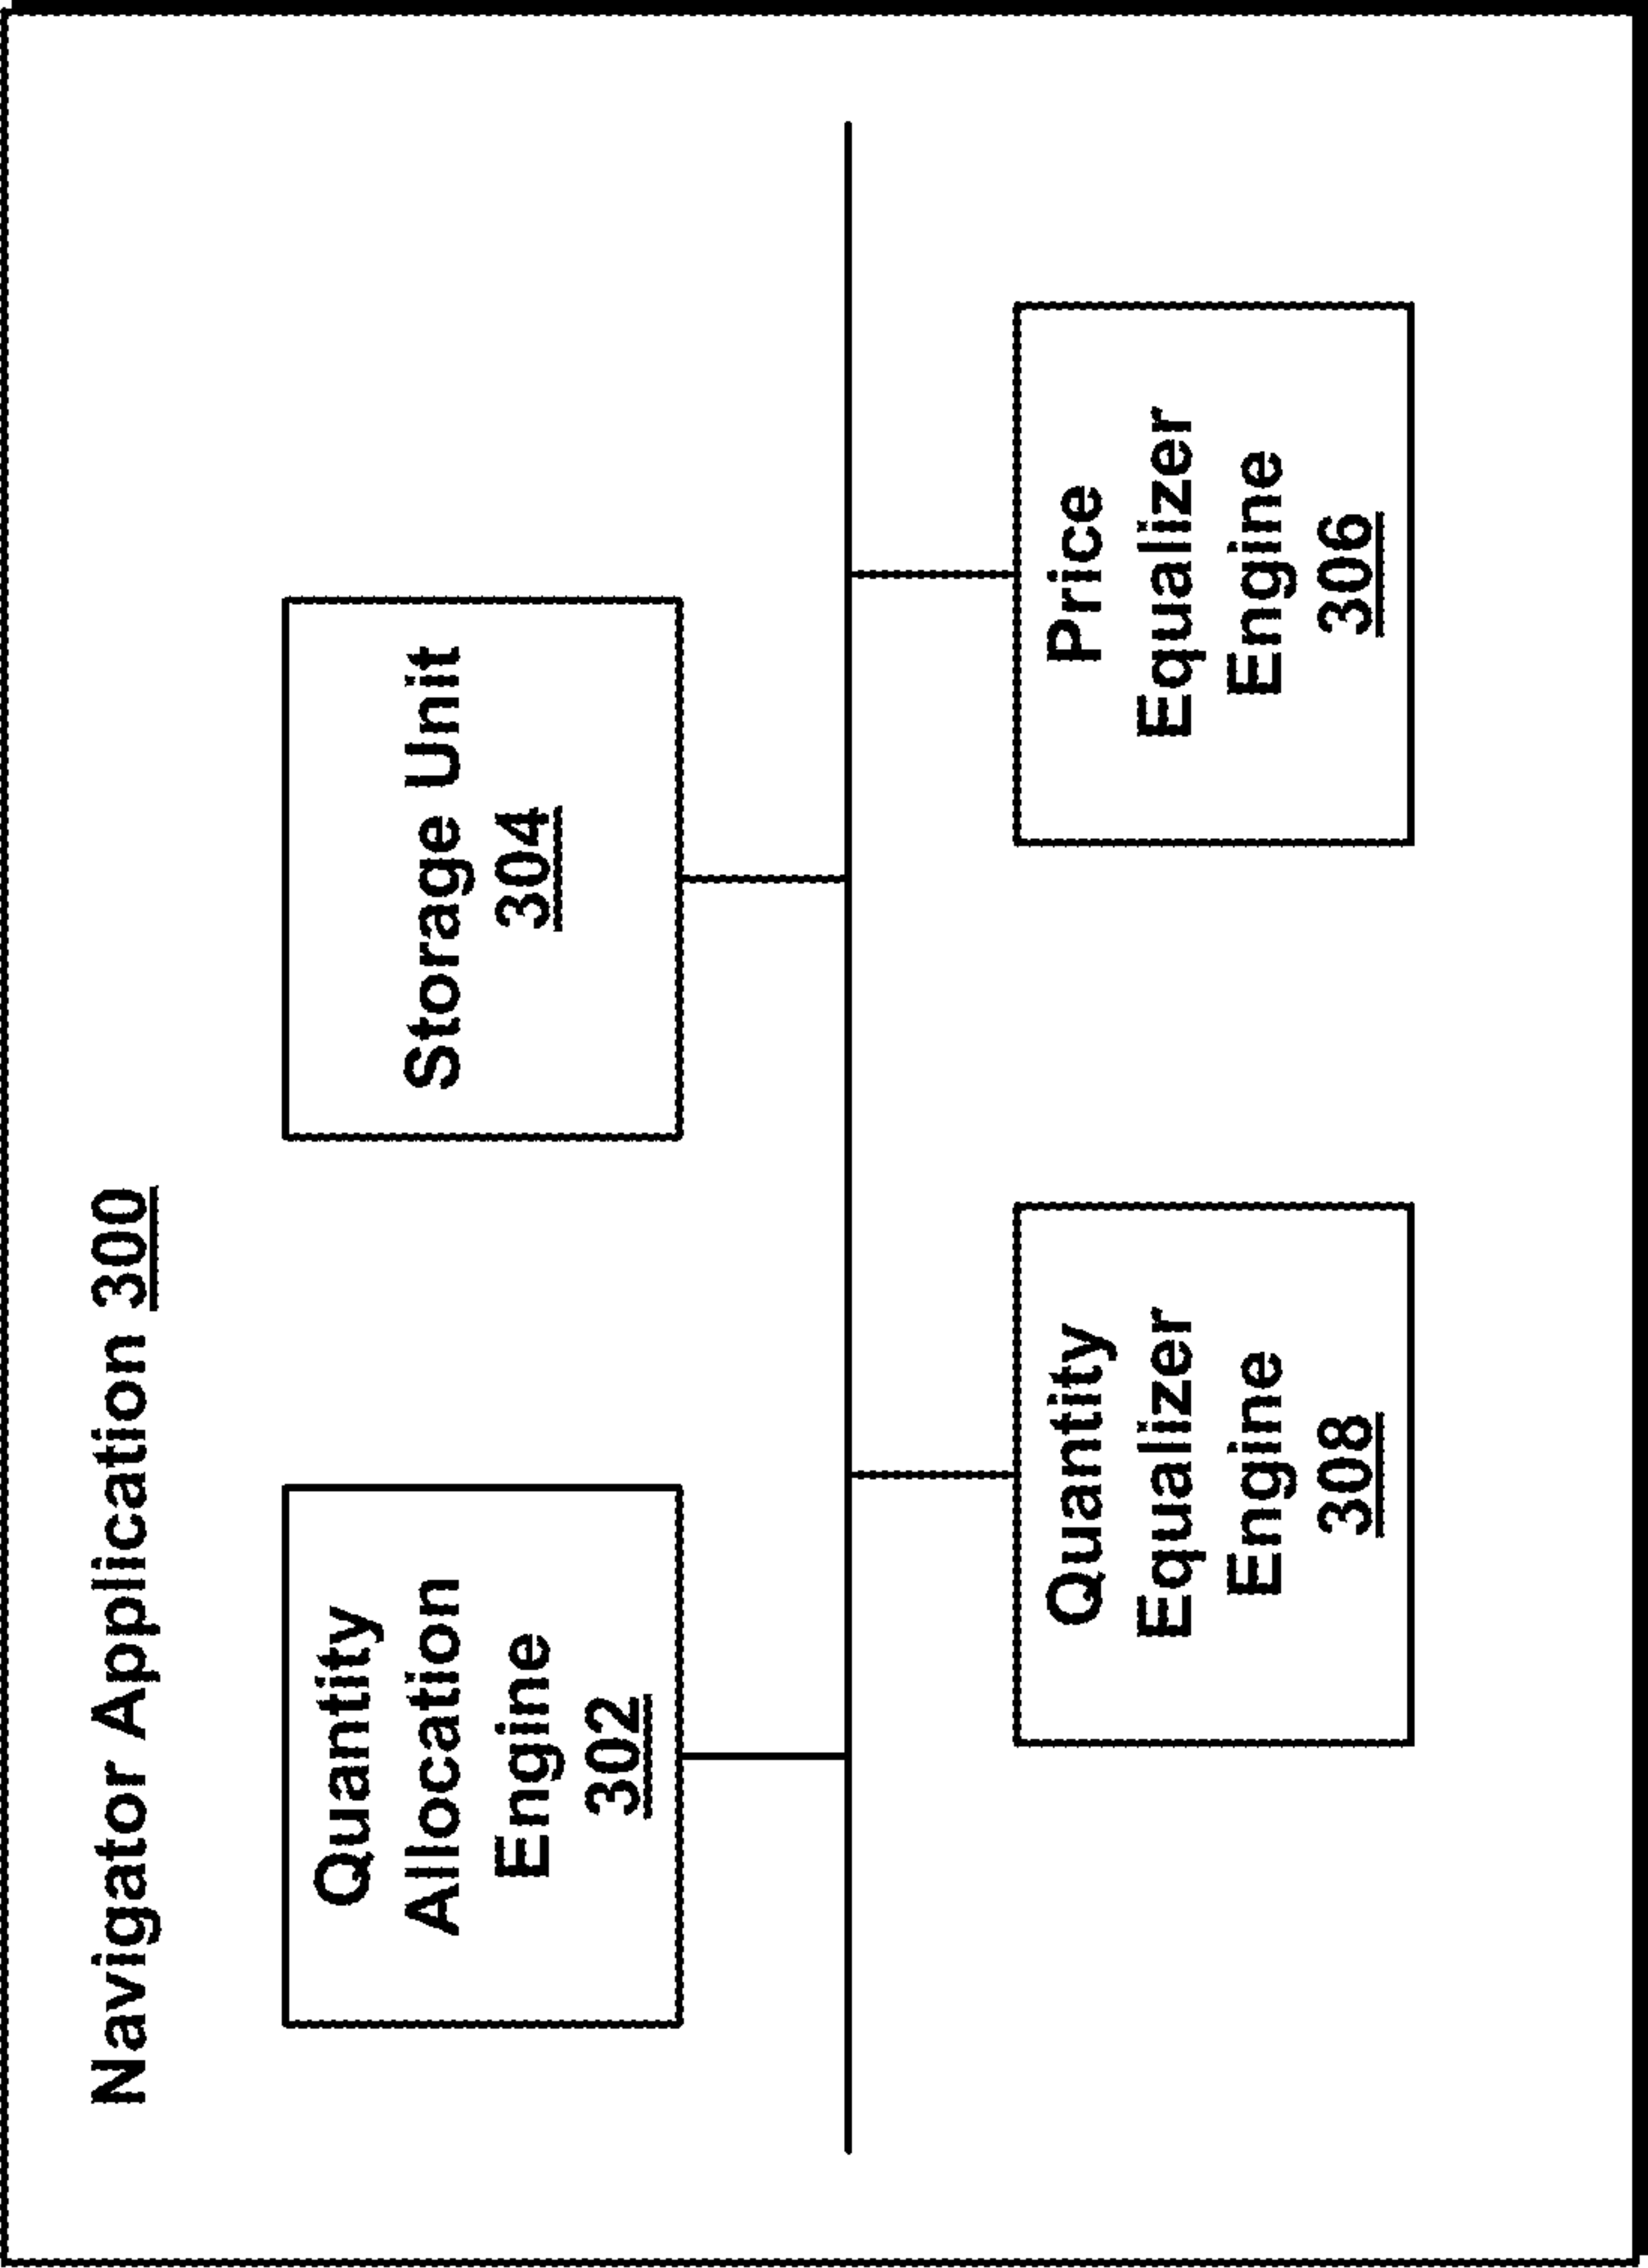 Navigator Application 300
Quantity
Allocation
Engine
302
Storage Unit
304
Quantity
Equalizer
Engine
308
Price
Equalizer
Engine
306